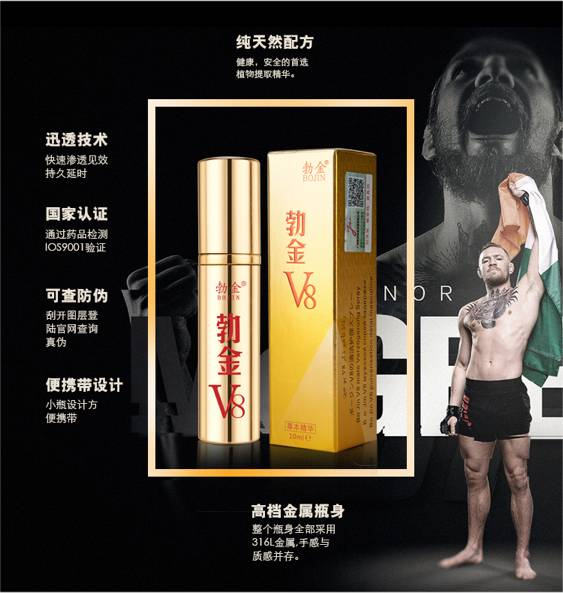 纯天然配方
健康，安全的首选
植物提取精华。
迅透技术
快速渗透见效
持久延时
国家认证
通过药品检测
IOS9001验证
可查防伪
刮开图层登
陆官网查询
真伪
便携带设计
小瓶设计方
便携带
勃金®
BOJIN
勃金
V8
勃金®
BOJIN
勃金
V8
草本精华
10ml℮
NOR
高档金属瓶身
整个瓶身全部采用
316L金属,手感与
质感并存。